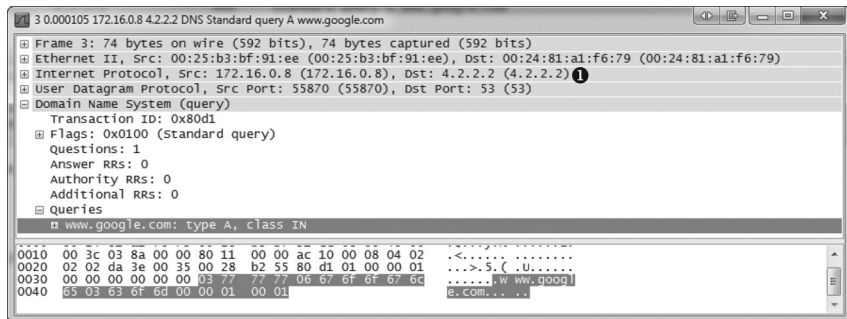 3 0.000105 172.16.0.8 4.2.2.2 DNS Standard query A www.google.com
Frame 3: 74 bytes on wire (592 bits), 74 bytes captured (592 bits)
Ethernet II, Src: 00:25:b3:bf:91:ee (00:25:b3:bf:91:ee), Dst: 00:24:81:a1:f6:79 (00:24:81:a1:f6:79)
Internet Protocol, Src: 172.16.0.8 (172.16.0.8), Dst: 4.2.2.2 (4.2.2.2) ❶
User Datagram Protocol, Src Port: 55870 (55870), Dst Port: 53 (53)
Domain Name System (query)
Transaction ID: 0x80d1
Flags: 0x0100 (Standard query)
Questions: 1
Answer RRs: 0
Authority RRs: 0
Additional RRs: 0
Queries
www.google.com: type A, class IN
0010 00 3c 03 8a 00 00 80 11 00 00 ac 10 00 08 04 02 .<...... ........
0020 02 02 da 3e 00 35 00 28 b2 55 80 d1 01 00 00 01 ...>.5.( .U......
0030 00 00 00 00 00 00 03 77 77 77 06 67 6f 6f 67 6c .......w ww.googl
0040 65 03 63 6f 6d 00 00 01 00 01 e.com... ..